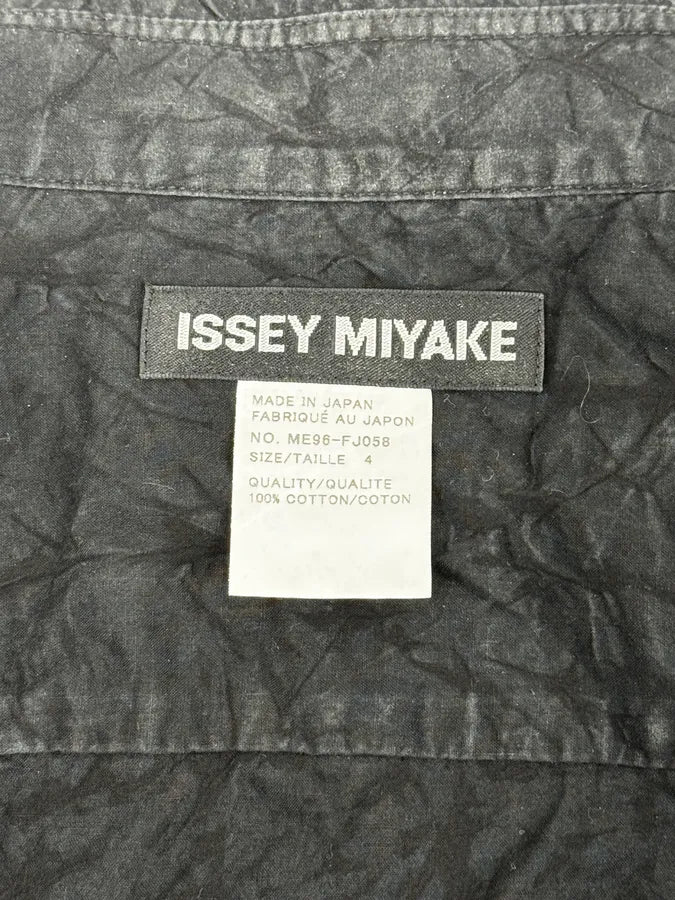 ISSEY MIYAKE
MADE IN JAPAN
FABRIQUÉ AU JAPON
NO. ME96-FJ058
SIZE/TAILLE 4
QUALITY/QUALITE
100% COTTON/COTON